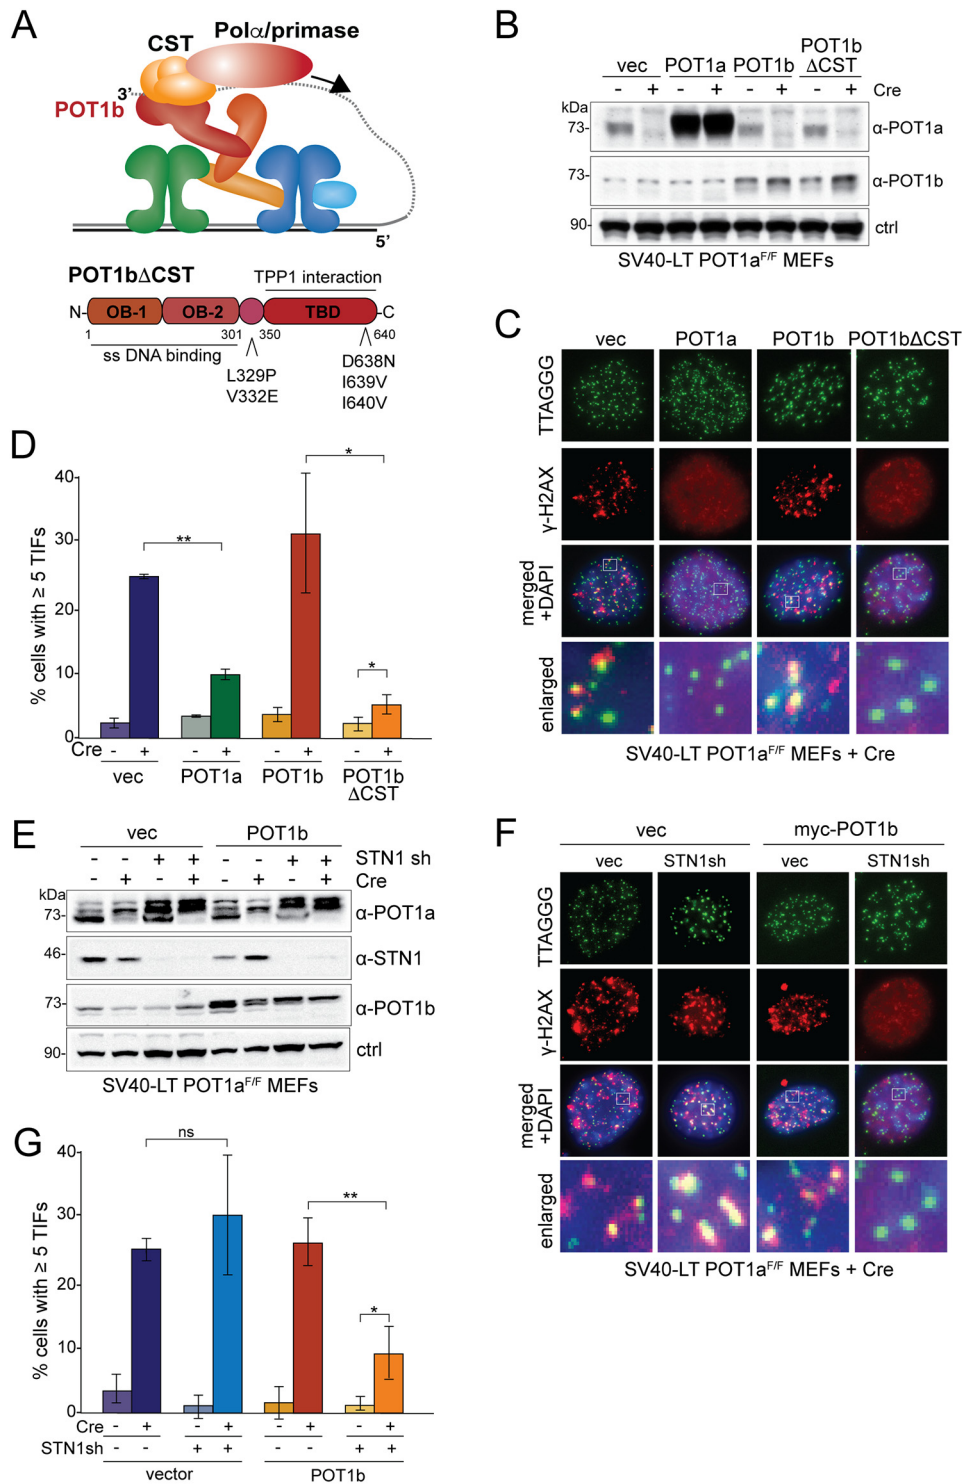 A
Polα/primase
CST
3'
POT1b
5'
POT1bΔCST
TPP1 interaction
N-
OB-1
OB-2
TBD
-C
1
301
350
640
ss DNA binding
L329P
V332E
D638N
I639V
I640V
B
POT1b
vec
POT1a
POT1b
ΔCST
- + - + - + - +
Cre
kDa
73-
α-POT1a
73-
α-POT1b
90-
ctrl
SV40-LT POT1aF/F MEFs
C
vec
POT1a
POT1b
POT1bΔCST
TTAGGG
γ-H2AX
merged
+DAPI
enlarged
SV40-LT POT1aF/F MEFs + Cre
D
% cells with ≥ 5 TIFs
40
30
20
10
0
**
*
*
Cre - + - + - + - +
vec
POT1a
POT1b
POT1b
ΔCST
E
vec
POT1b
- - + + - - + + STN1 sh
- + - + - + - + Cre
kDa
73-
α-POT1a
46-
α-STN1
73-
α-POT1b
90-
ctrl
SV40-LT POT1aF/F MEFs
F
vec
myc-POT1b
vec
STN1sh
vec
STN1sh
TTAGGG
γ-H2AX
merged
+DAPI
enlarged
SV40-LT POT1aF/F MEFs + Cre
G
% cells with ≥ 5 TIFs
40
30
20
10
0
ns
**
*
Cre - + - + - + - +
STN1sh - - + + - - + +
vector
POT1b